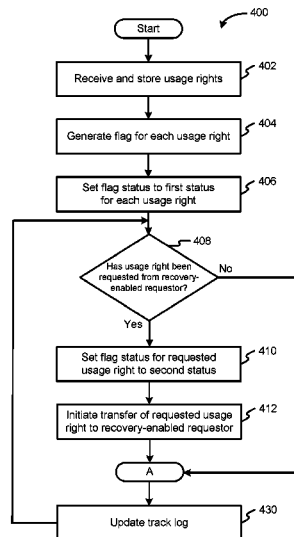 400
Start
Receive and store usage rights
402
Generate flag for each usage right
404
Set flag status to first status
for each usage right
406
408
Has usage right been
requested from recovery-
enabled requestor?
No
Yes
Set flag status for requested
usage right to second status
410
Initiate transfer of requested usage
right to recovery-enabled requestor
412
A
430
Update track log